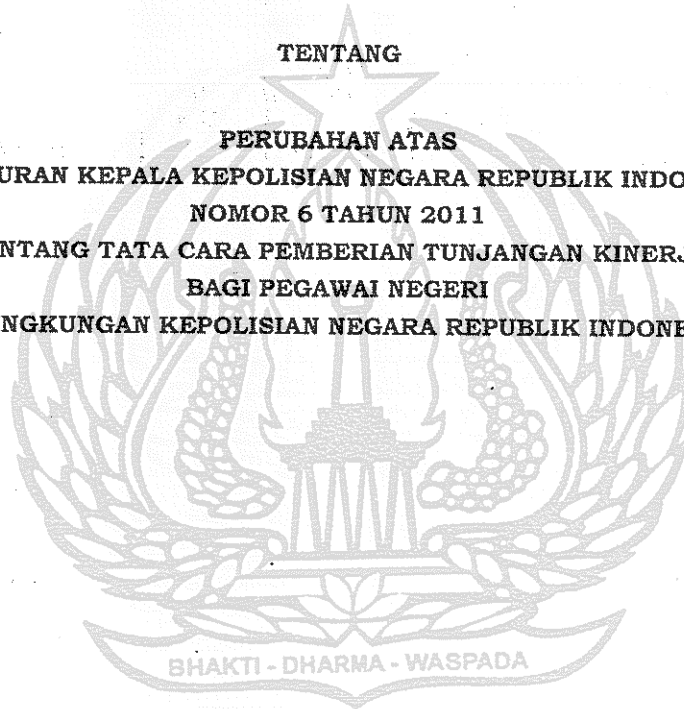 TENTANG
PERUBAHAN ATAS
URAN KEPALA KEPOLISIAN NEGARA REPUBLIK INDO
NOMOR 6 TAHUN 2011
NTANG TATA CARA PEMBERIAN TUNJANGAN KINERJ
BAGI PEGAWAI NEGERI
NGKUNGAN KEPOLISIAN NEGARA REPUBLIK INDONE
BHAKTI - DHARMA - WASPADA